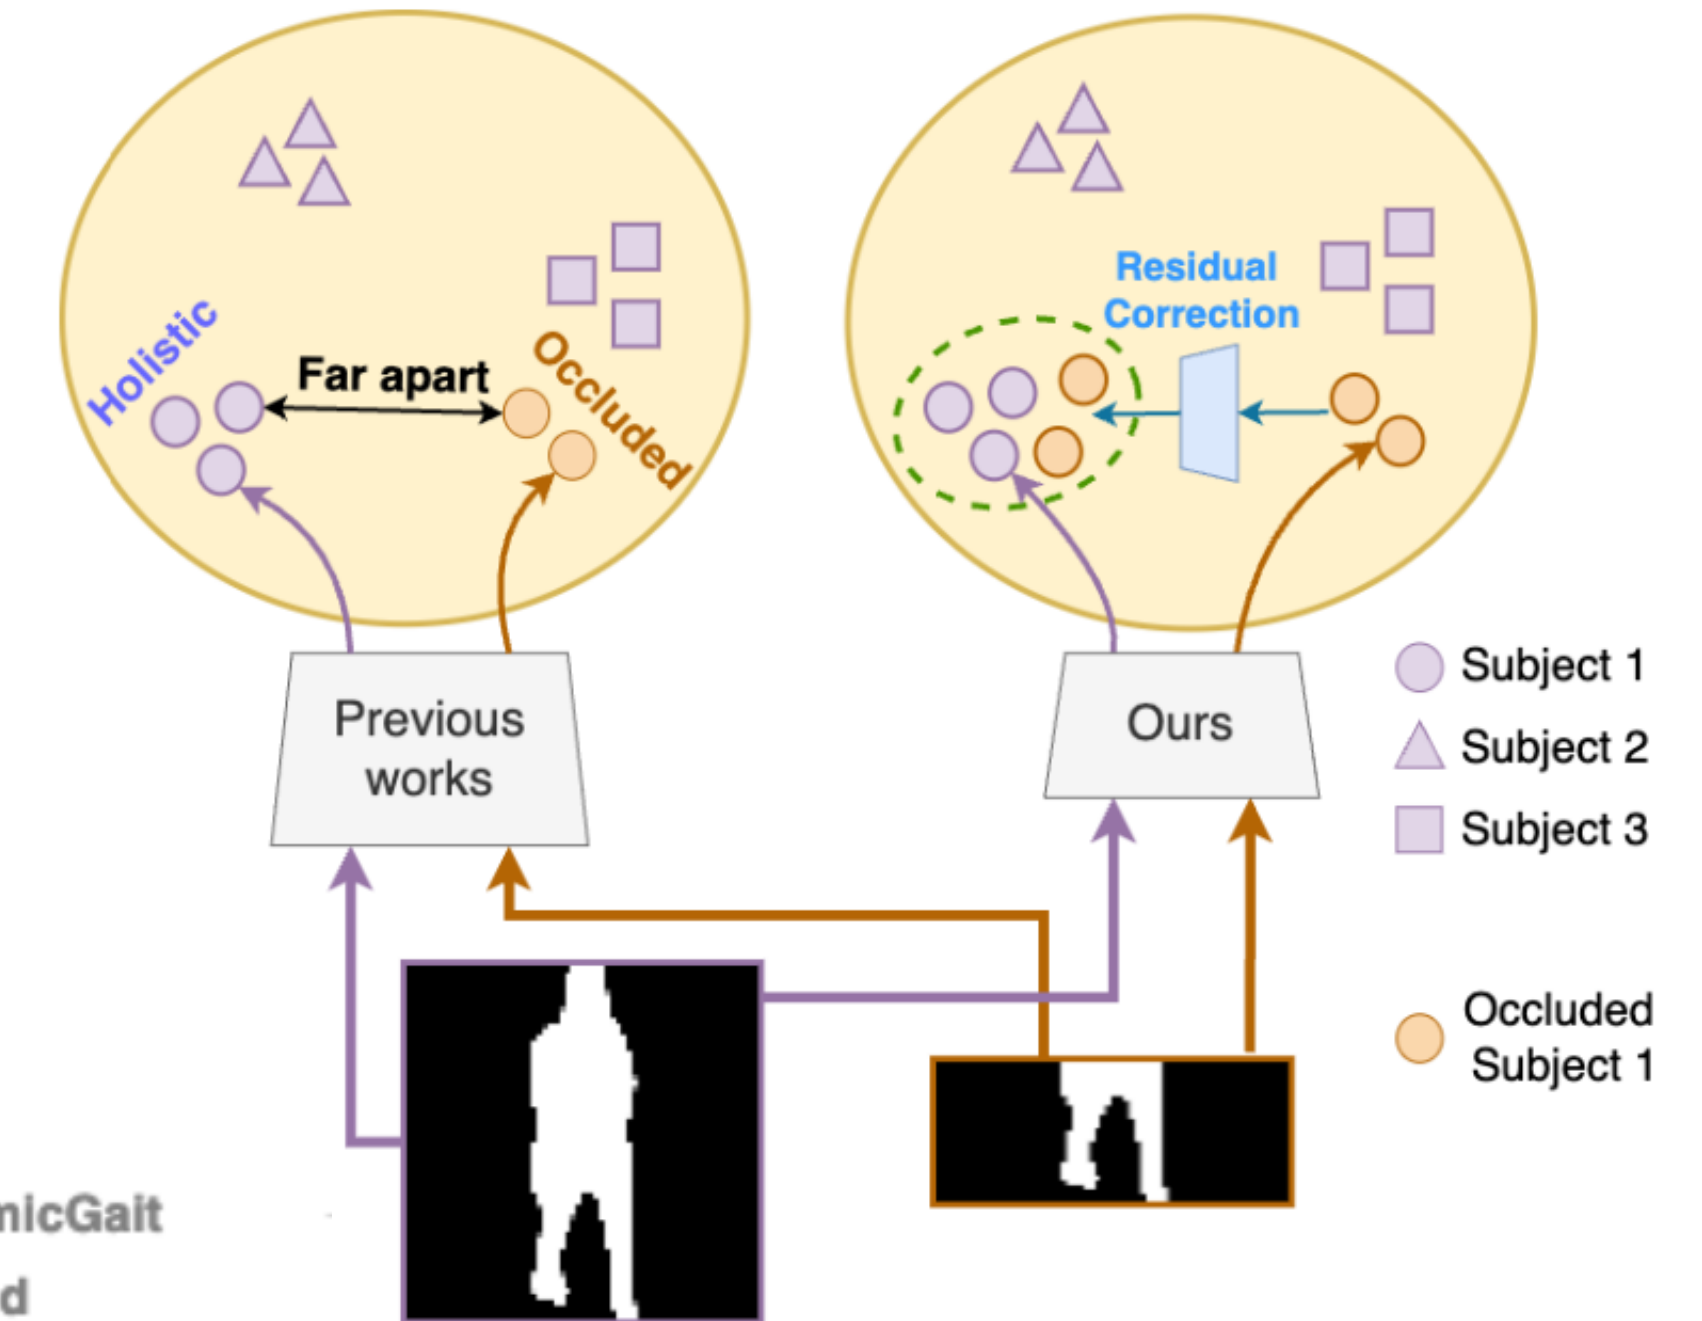 Holistic
Far apart
Occluded
Residual
Correction
Previous
works
Ours
Subject 1
Subject 2
Subject 3
Occluded
Subject 1